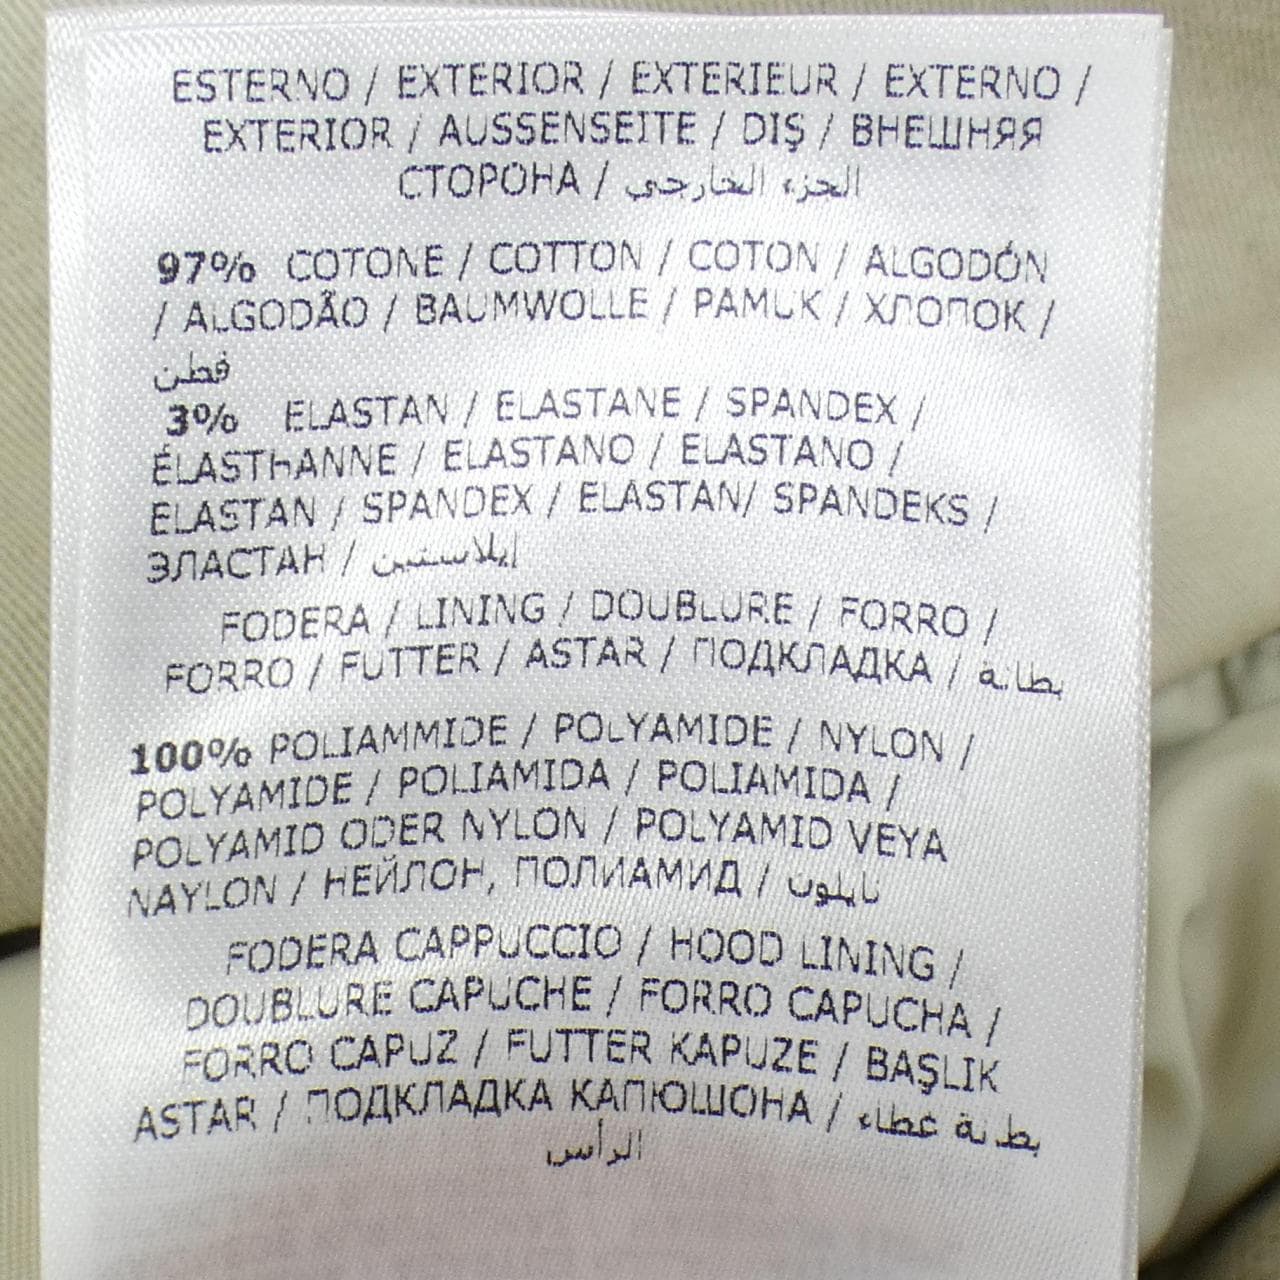 ESTERNO / EXTERIOR / EXTERIEUR / EXTERNO /
EXTERIOR / AUSSENSEITE / DIŞ / ВНЕШНЯЯ
СТОРОНА / الجزء الخارجي
97% COTONE / COTTON / COTON / ALGODÓN
/ ALGODÃO / BAUMWOLLE / PAMUK / ХЛОПОК /
قطن
3% ELASTAN / ELASTANE / SPANDEX /
ÉLASTHANNE / ELASTANO / ELASTANO /
ELASTAN / SPANDEX / ELASTAN/ SPANDEKS /
ЭЛАСТАН / إيلاستين
FODERA / LINING / DOUBLURE / FORRO /
FORRO / FUTTER / ASTAR / ПОДКЛАДКА / بطانة
100% POLIAMMIDE / POLYAMIDE / NYLON /
POLYAMIDE / POLIAMIDA / POLIAMIDA /
POLYAMID ODER NYLON / POLYAMID VEYA
NAYLON / НЕЙЛОН, ПОЛИАМИД / نايلون
FODERA CAPPUCCIO / HOOD LINING /
DOUBLURE CAPUCHE / FORRO CAPUCHA /
FORRO CAPUZ / FUTTER KAPUZE / BAŞLIK
ASTAR / ПОДКЛАДКА КАПЮШОНА / بطانة غطاء
الرأس